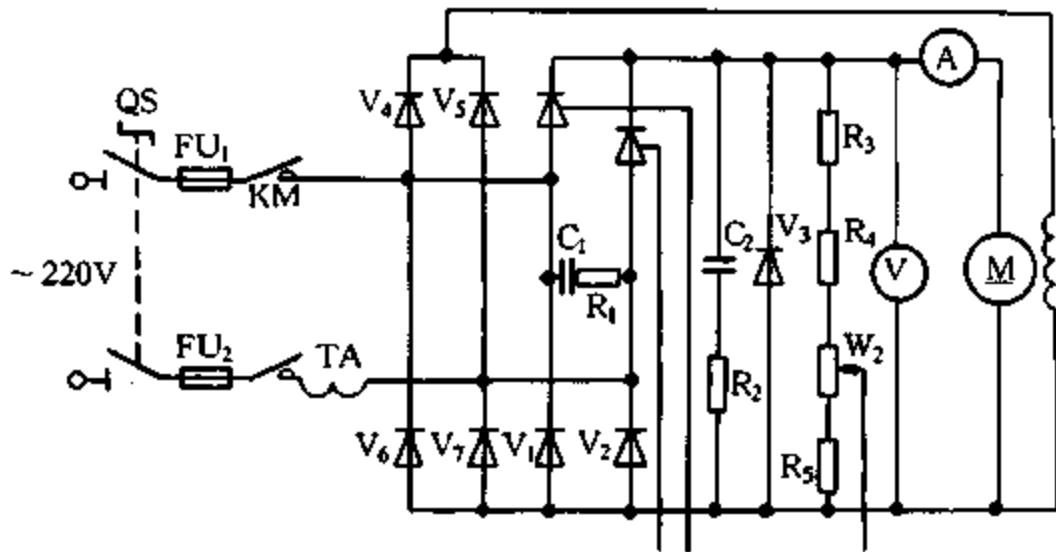 A
QS
V₄
V₅
FU₁
KM
R₃
~ 220V
C₁
R₁
C₂
V₃
R₄
V
M
FU₂
TA
R₂
W₂
V₆
V₇
V₁
V₂
R₅